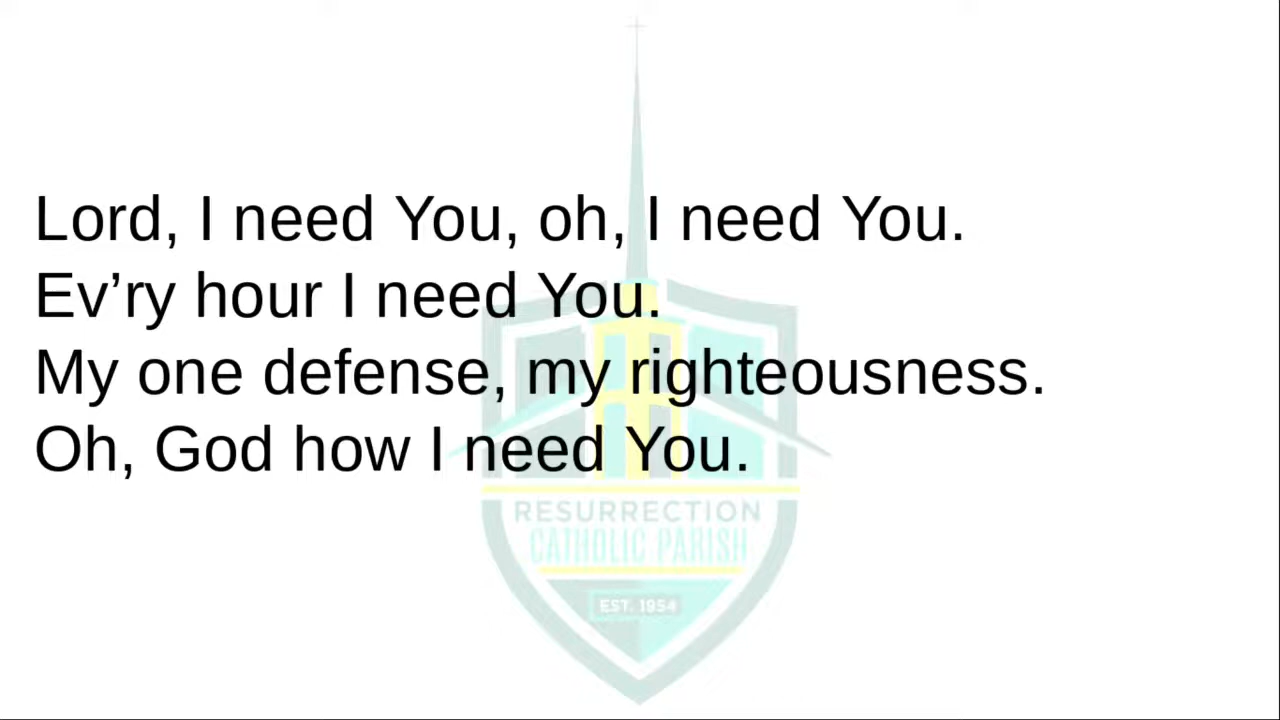 Lord, I need You, oh, I need You.
Ev’ry hour I need You.
My one defense, my righteousness.
Oh, God how I need You.
RESURRECTION
CATHOLIC PARISH
EST. 1954